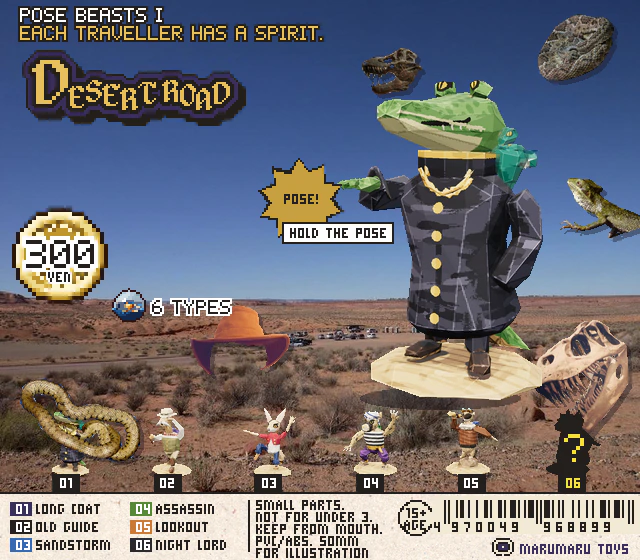 POSE BEASTS I
EACH TRAVELLER HAS A SPIRIT.
DESERT ROAD
POSE!
HOLD THE POSE
300
YEN
6 TYPES
?
01
02
03
04
05
06
01 LONG COAT
02 OLD GUIDE
03 SANDSTORM
04 ASSASSIN
05 LOOKOUT
06 NIGHT LORD
SMALL PARTS.
NOT FOR UNDER 3.
KEEP FROM MOUTH.
PVC/ABS. 50MM
FOR ILLUSTRATION
15+
AGE
4 970049 968899
MARUMARU TOYS